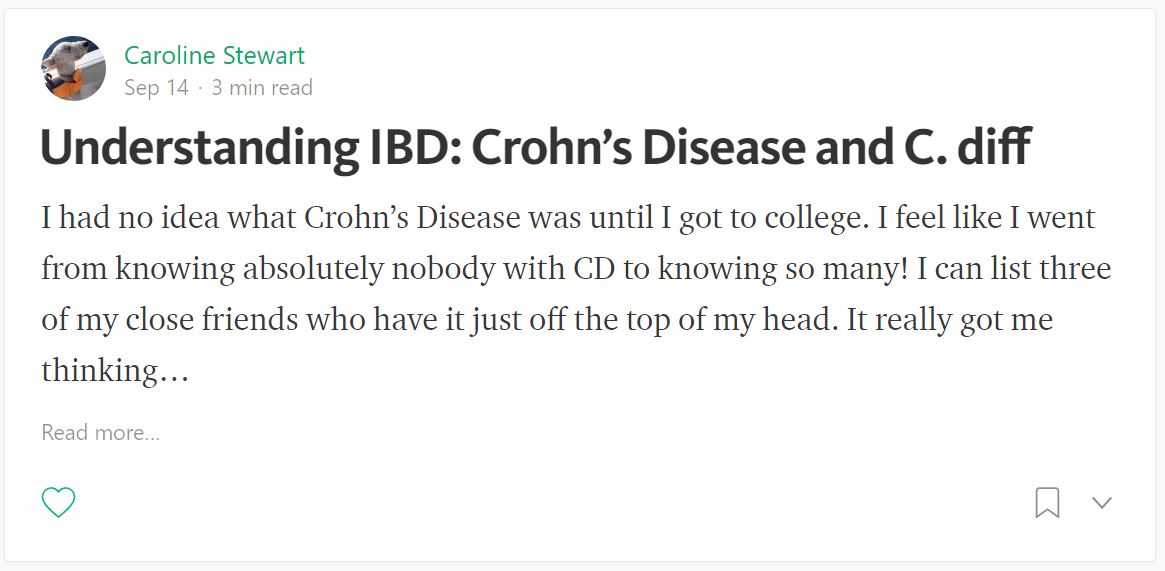 Caroline Stewart
Sep 14 · 3 min read
Understanding IBD: Crohn’s Disease and C. diff
I had no idea what Crohn’s Disease was until I got to college. I feel like I went
from knowing absolutely nobody with CD to knowing so many! I can list three
of my close friends who have it just off the top of my head. It really got me
thinking…
Read more…